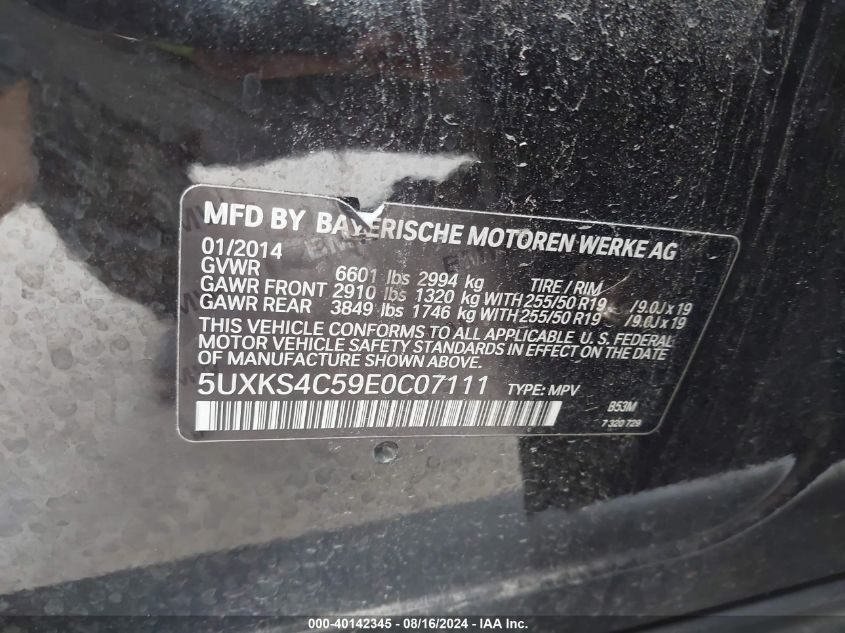 MFD BY BAYERISCHE MOTOREN WERKE AG
01/2014
GVWR 6601 lbs 2994 kg TIRE / RIM
GAWR FRONT 2910 lbs 1320 kg WITH 255/50 R19 / 9.0J x 19
GAWR REAR 3849 lbs 1746 kg WITH 255/50 R19 / 9.0J x 19
THIS VEHICLE CONFORMS TO ALL APPLICABLE U. S. FEDERAL
MOTOR VEHICLE SAFETY STANDARDS IN EFFECT ON THE DATE
OF MANUFACTURE SHOWN ABOVE.
5UXKS4C59E0C07111 TYPE: MPV
B53M
7 320 729
000-40142345 - 08/16/2024 - IAA Inc.